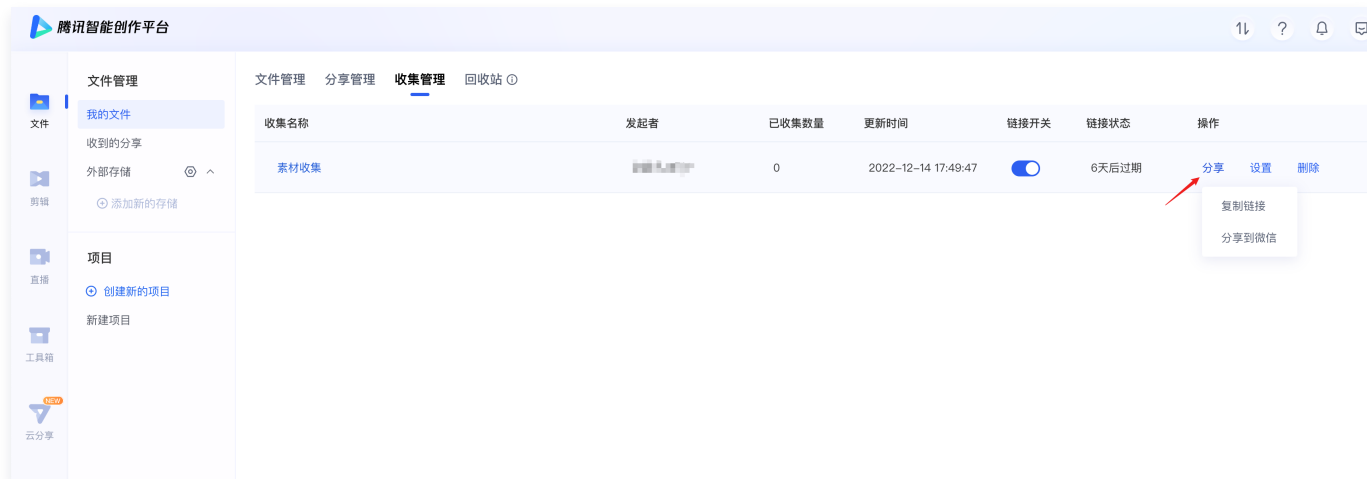 腾讯智能创作平台
文件
剪辑
直播
工具箱
NEW
云分享
文件管理
我的文件
收到的分享
外部存储
添加新的存储
项目
创建新的项目
新建项目
文件管理 分享管理 收集管理 回收站
收集名称 发起者 已收集数量 更新时间 链接开关 链接状态 操作
素材收集 0 2022-12-14 17:49:47 6天后过期 分享 设置 删除
复制链接
分享到微信